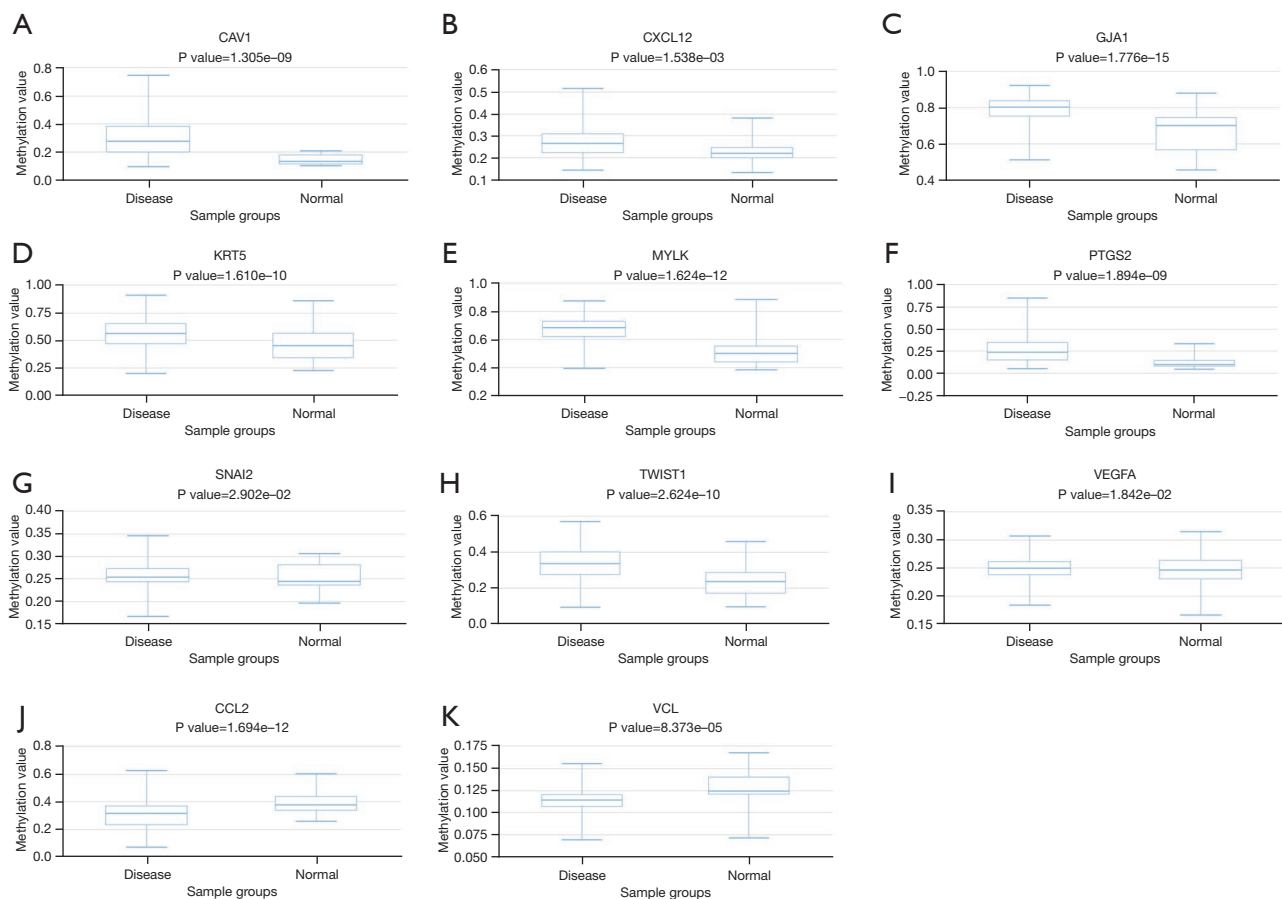 A
CAV1
P value=1.305e–09
Methylation value
0.8
0.6
0.4
0.2
0.0
Disease
Normal
Sample groups
B
CXCL12
P value=1.538e–03
Methylation value
0.6
0.5
0.4
0.3
0.2
0.1
Disease
Normal
Sample groups
C
GJA1
P value=1.776e–15
Methylation value
1.0
0.8
0.6
0.4
Disease
Normal
Sample groups
D
KRT5
P value=1.610e–10
Methylation value
1.00
0.75
0.50
0.25
0.00
Disease
Normal
Sample groups
E
MYLK
P value=1.624e–12
Methylation value
1.0
0.8
0.6
0.4
0.2
Disease
Normal
Sample groups
F
PTGS2
P value=1.894e–09
Methylation value
1.00
0.75
0.50
0.25
0.00
–0.25
Disease
Normal
Sample groups
G
SNAI2
P value=2.902e–02
Methylation value
0.40
0.35
0.30
0.25
0.20
0.15
Disease
Normal
Sample groups
H
TWIST1
P value=2.624e–10
Methylation value
0.6
0.4
0.2
0.0
Disease
Normal
Sample groups
I
VEGFA
P value=1.842e–02
Methylation value
0.35
0.30
0.25
0.20
0.15
Disease
Normal
Sample groups
J
CCL2
P value=1.694e–12
Methylation value
0.8
0.6
0.4
0.2
0.0
Disease
Normal
Sample groups
K
VCL
P value=8.373e–05
Methylation value
0.175
0.150
0.125
0.100
0.075
0.050
Disease
Normal
Sample groups